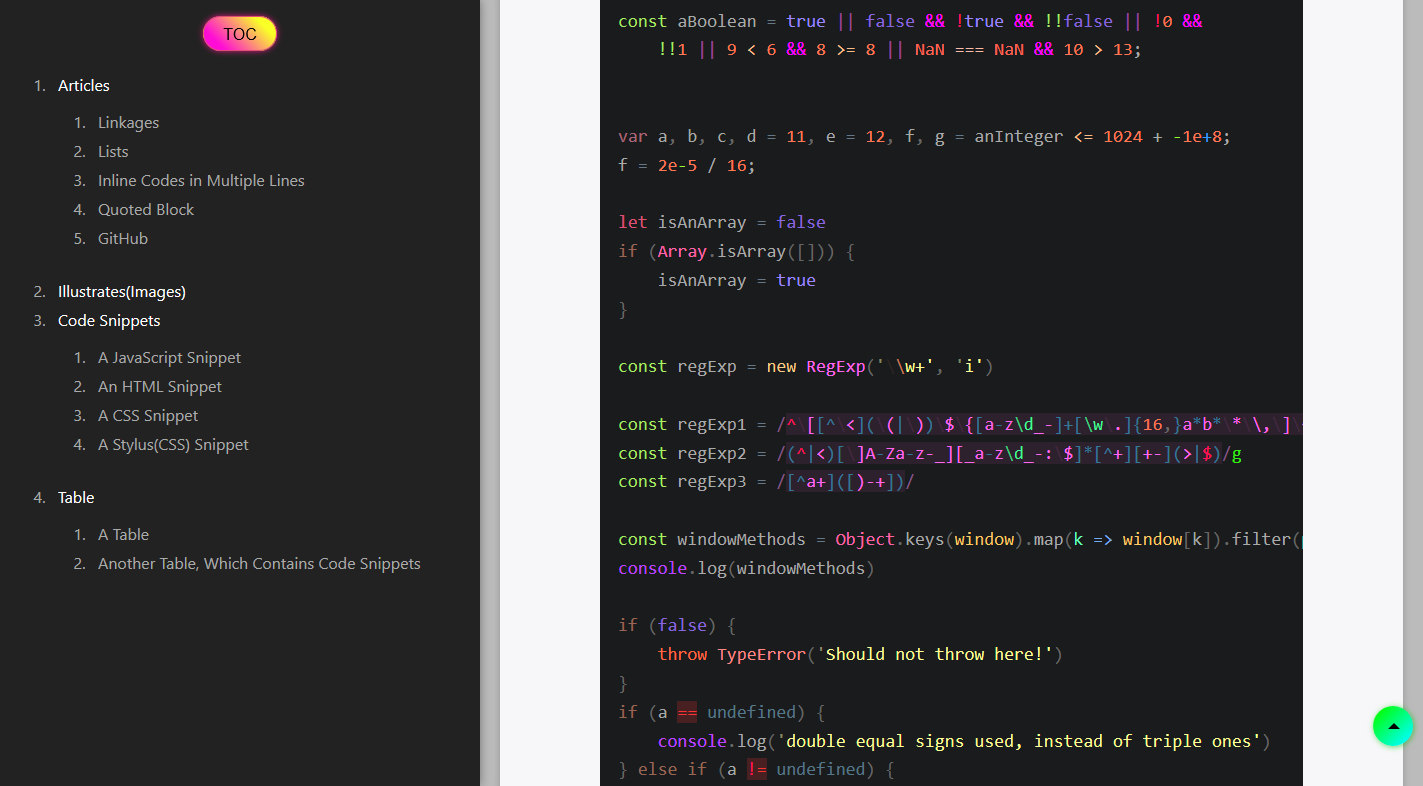 TOC
1. Articles
1. Linkages
2. Lists
3. Inline Codes in Multiple Lines
4. Quoted Block
5. GitHub
2. Illustrates(Images)
3. Code Snippets
1. A JavaScript Snippet
2. An HTML Snippet
3. A CSS Snippet
4. A Stylus(CSS) Snippet
4. Table
1. A Table
2. Another Table, Which Contains Code Snippets
const aBoolean = true || false && !true && !!false || !0 &&
!!1 || 9 < 6 && 8 >= 8 || NaN === NaN && 10 > 13;
var a, b, c, d = 11, e = 12, f, g = anInteger <= 1024 + -1e+8;
f = 2e-5 / 16;
let isAnArray = false
if (Array.isArray([])) {
isAnArray = true
}
const regExp = new RegExp('\\w+', 'i')
const regExp1 = /^\[[^\<](\(|\))\$\{[a-z\d_-]+[\w\.]{16,}a*b*\*\\,\]\
const regExp2 = /(^|<)[\]A-Za-z-_][_a-z\d_-:\$]*[^+][+-](>|$)/g
const regExp3 = /[^a+]([)-+])/
const windowMethods = Object.keys(window).map(k => window[k]).filter(
console.log(windowMethods)
if (false) {
throw TypeError('Should not throw here!')
}
if (a == undefined) {
console.log('double equal signs used, instead of triple ones')
} else if (a != undefined) {